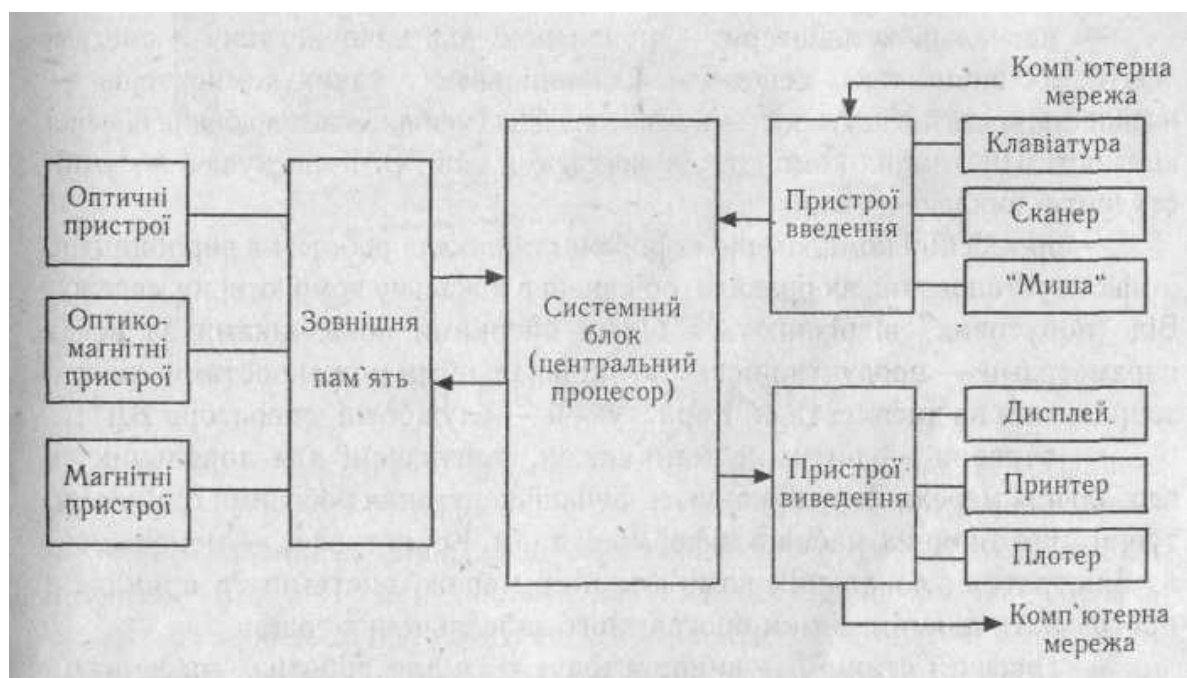 Комп`ютерна
мережа
Клавіатура
Сканер
"Миша"
Пристрої
введення
Оптичні
пристрої
Оптико-
магнітні
пристрої
Магнітні
пристрої
Зовнішня
пам`ять
Системний
блок
(центральний
процесор)
Пристрої
виведення
Дисплей
Принтер
Плотер
Комп`ютерна
мережа